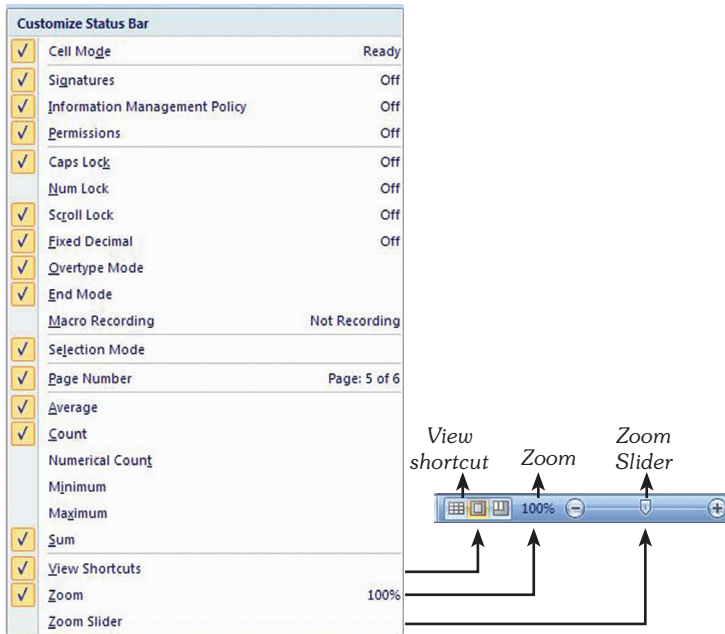 Customize Status Bar
Cell Mode Ready
Signatures Off
Information Management Policy Off
Permissions Off
Caps Lock Off
Num Lock Off
Scroll Lock Off
Fixed Decimal Off
Overtype Mode
End Mode
Macro Recording Not Recording
Selection Mode
Page Number Page: 5 of 6
Average
Count
Numerical Count
Minimum
Maximum
Sum
View Shortcuts
Zoom 100%
Zoom Slider
View
shortcut
Zoom
Zoom
Slider
100%